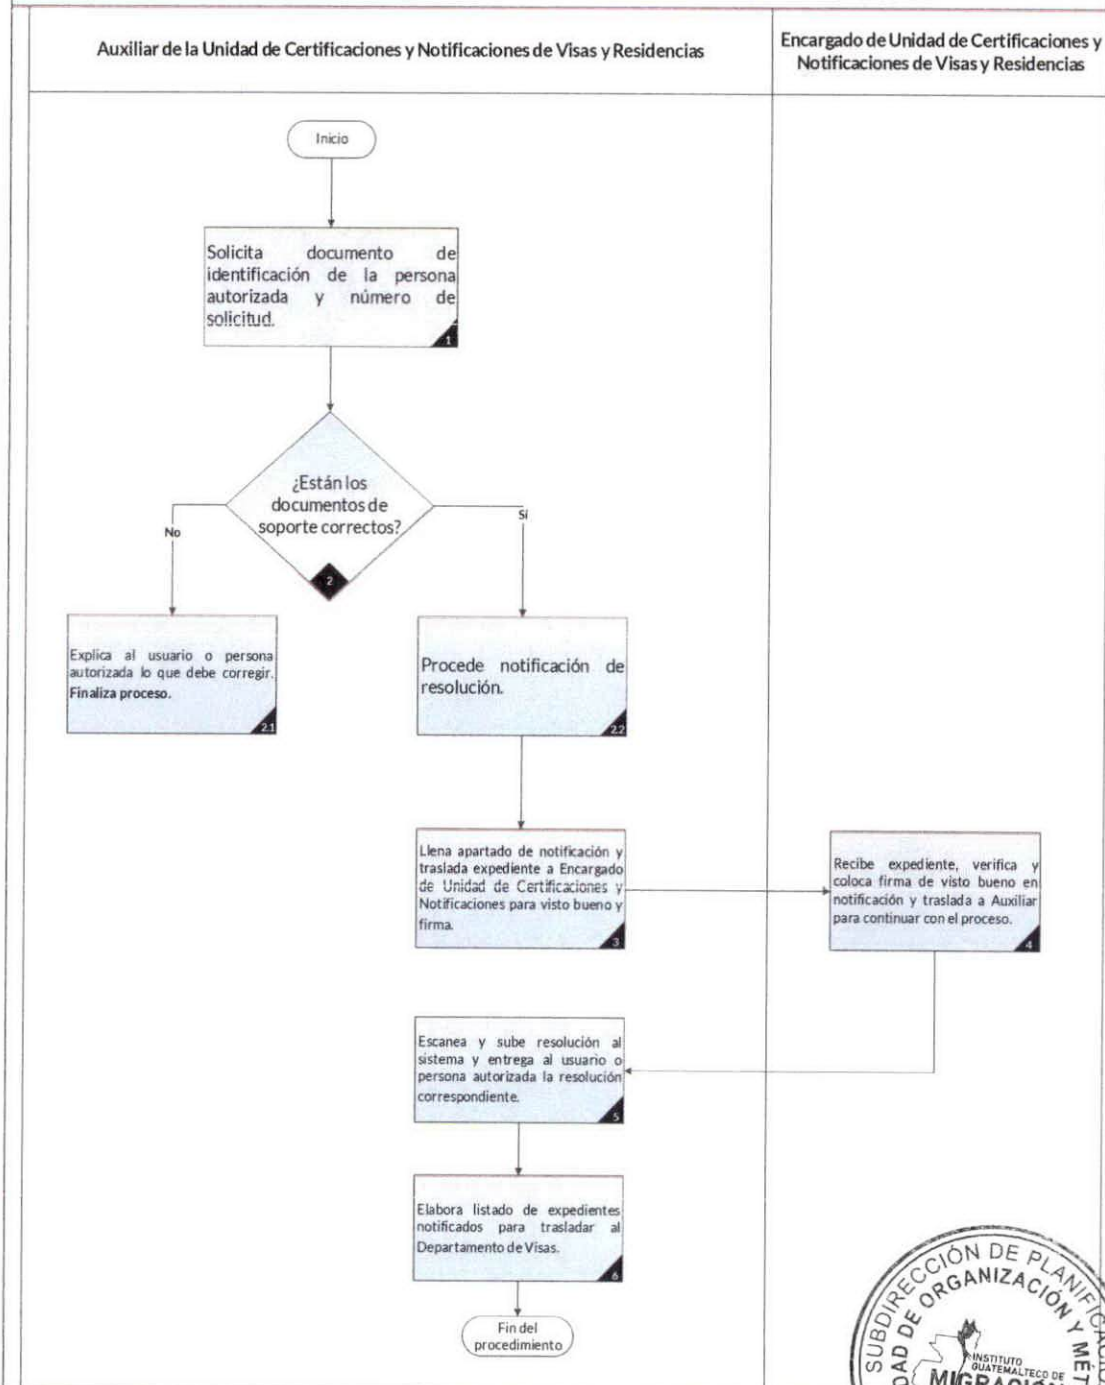 Auxiliar de la Unidad de Certificaciones y Notificaciones de Visas y Residencias
Encargado de Unidad de Certificaciones y
Notificaciones de Visas y Residencias
Inicio
Solicita documento de
identificación de la persona
autorizada y número de
solicitud.
1
¿Están los
documentos de
soporte correctos?
2
No
Si
Explica al usuario o persona
autorizada lo que debe corregir.
Finaliza proceso.
2.1
Procede notificación de
resolución.
2.2
Llena apartado de notificación y
traslada expediente a Encargado
de Unidad de Certificaciones y
Notificaciones para visto bueno y
firma.
3
Recibe expediente, verifica y
coloca firma de visto bueno en
notificación y traslada a Auxiliar
para continuar con el proceso.
4
Escanea y sube resolución al
sistema y entrega al usuario o
persona autorizada la resolución
correspondiente.
5
Elabora listado de expedientes
notificados para trasladar al
Departamento de Visas.
6
Fin del
procedimiento
SUBDIRECCIÓN DE
DE ORGANIZACIÓN Y
INSTITUTO
GUATEMALTECO DE
MIGRACIÓN